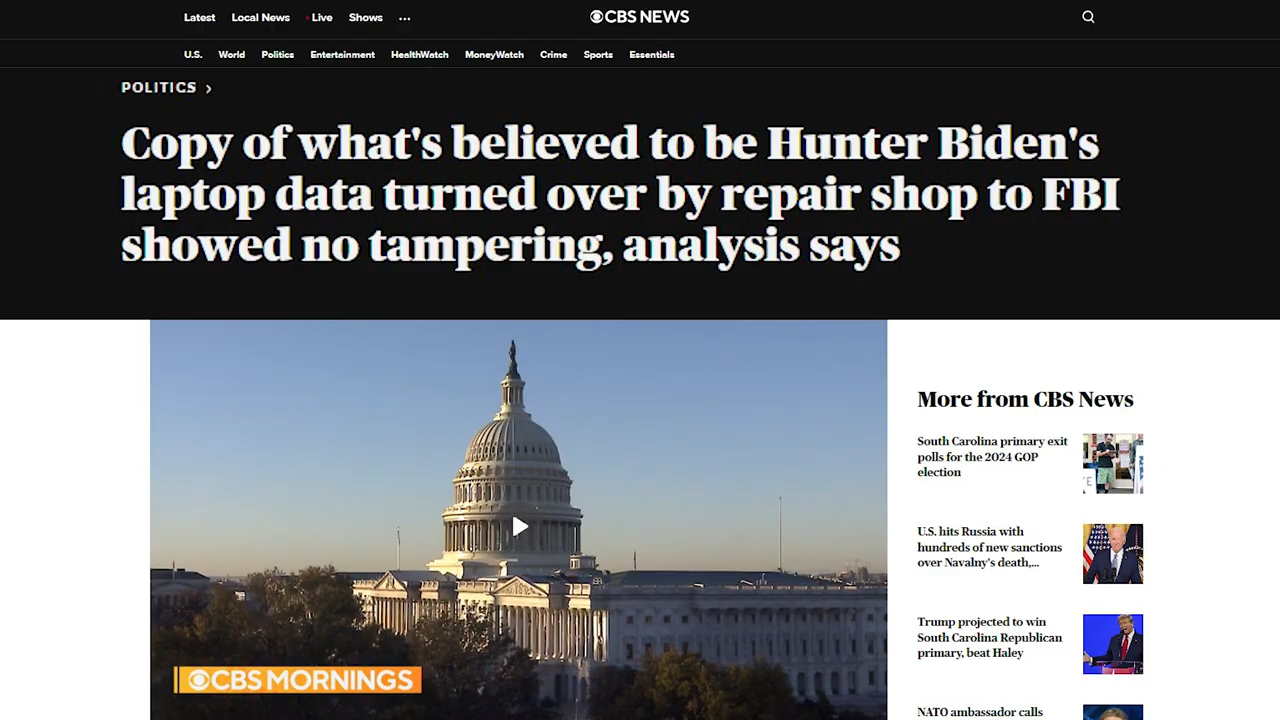 Latest Local News Live Shows ...
CBS NEWS
U.S. World Politics Entertainment HealthWatch MoneyWatch Crime Sports Essentials
POLITICS >
Copy of what's believed to be Hunter Biden's
laptop data turned over by repair shop to FBI
showed no tampering, analysis says
CBS MORNINGS
More from CBS News
South Carolina primary exit
polls for the 2024 GOP
election
U.S. hits Russia with
hundreds of new sanctions
over Navalny's death,...
Trump projected to win
South Carolina Republican
primary, beat Haley
NATO ambassador calls